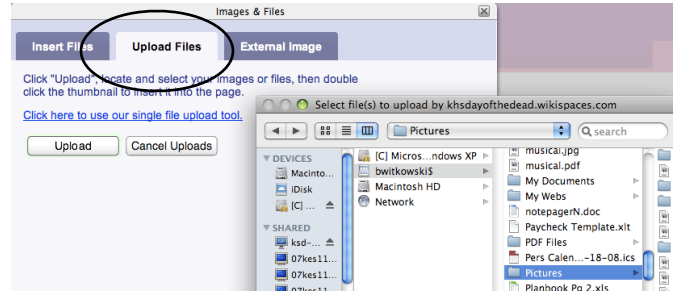 Images & Files
Insert Files
Upload Files
External Image
Click "Upload", locate and select your images or files, then double
click the thumbnail to insert it into the page.
Click here to use our single file upload tool.
Upload
Cancel Uploads
Select file(s) to upload by khsdayofthedead.wikispaces.com
Pictures
search
DEVICES
Macinto...
iDisk
[C] ...
SHARED
ksd-...
07kes11...
07kes11...
07kes11...
[C] Micros...ndows XP
bwitkowski$
Macintosh HD
Network
musical.jpg
musical.pdf
My Documents
My Webs
notepagerN.doc
Paycheck Template.xlt
PDF Files
Pers Calen...-18-08.ics
Pictures
Planbook Pg 2.xls